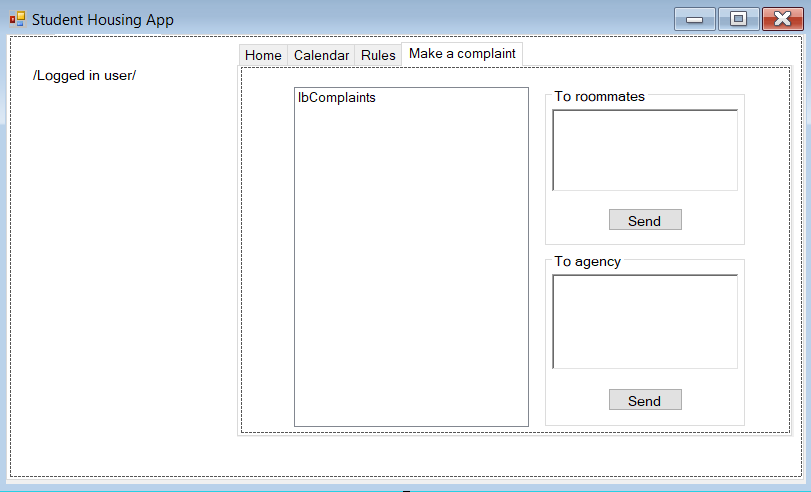 Student Housing App
/Logged in user/
Home
Calendar
Rules
Make a complaint
lbComplaints
To roommates
Send
To agency
Send